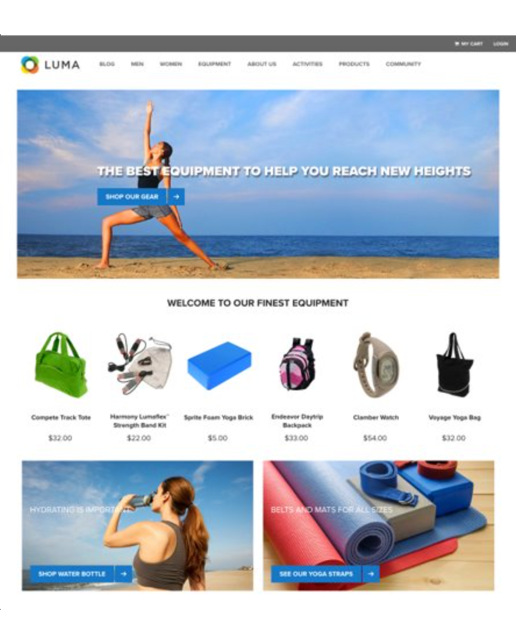 MY CART LOGIN
LUMA BLOG MEN WOMEN EQUIPMENT ABOUT US ACTIVITIES PRODUCTS COMMUNITY
THE BEST EQUIPMENT TO HELP YOU REACH NEW HEIGHTS
SHOP OUR GEAR →
WELCOME TO OUR FINEST EQUIPMENT
Compete Track Tote
$32.00
Harmony Lumaflex™
Strength Band Kit
$22.00
Sprite Foam Yoga Brick
$5.00
Endeavor Daytrip
Backpack
$33.00
Clamber Watch
$54.00
Voyage Yoga Bag
$32.00
HYDRATING IS IMPORTANT.
SHOP WATER BOTTLE →
BELTS AND MATS FOR ALL SIZES
SEE OUR YOGA STRAPS →